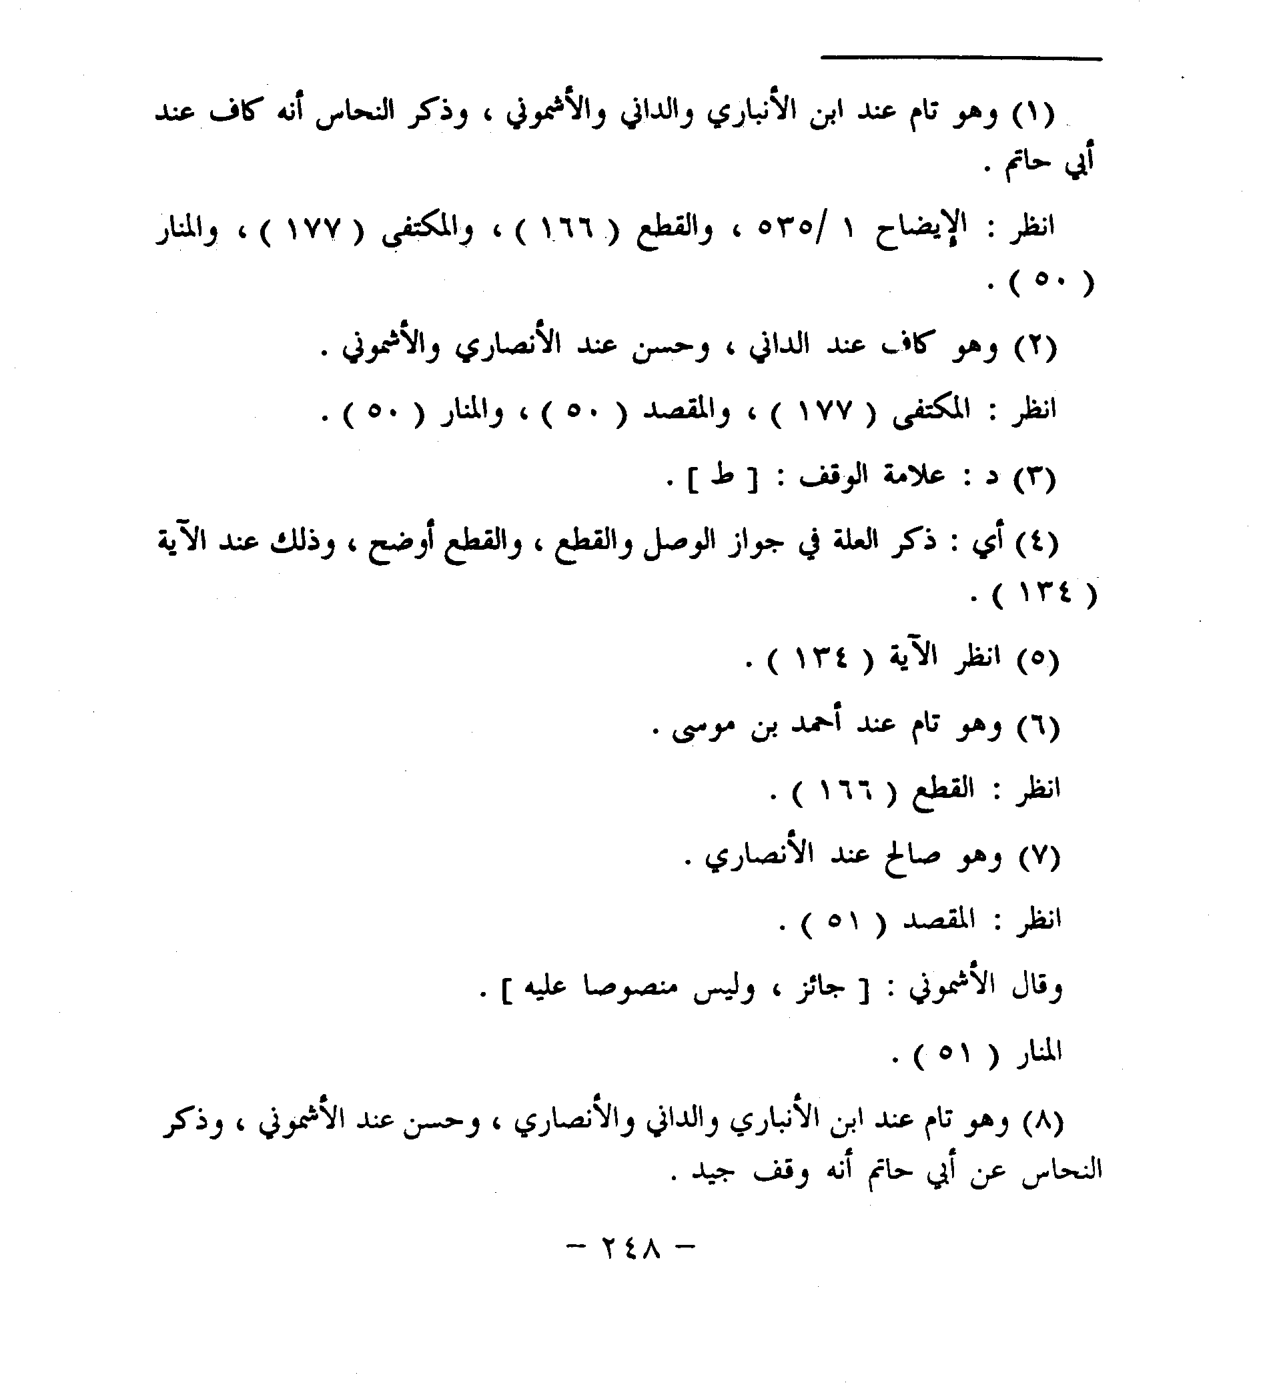 (١) وهو تام عند ابن الأنباري والداني والأشموني ، وذكر النحاس أنه كاف عند
أبي حاتم .
انظر : الإيضاح ١ /٥٣٥ ، والقطع ( ١٦٦ ) ، والمكتفى ( ١٧٧ ) ، والمنار
( ٥٠ ) .
(٢) وهو كاف عند الداني ، وحسن عند الأنصاري والأشموني .
انظر : المكتفى ( ١٧٧ ) ، والمقصد ( ٥٠ ) ، والمنار ( ٥٠ ) .
(٣) د : علامة الوقف : [ ط ] .
(٤) أي : ذكر العلة في جواز الوصل والقطع ، والقطع أوضح ، وذلك عند الآية
( ١٣٤ ) .
(٥) انظر الآية ( ١٣٤ ) .
(٦) وهو تام عند أحمد بن موسى .
انظر : القطع ( ١٦٦ ) .
(٧) وهو صالح عند الأنصاري .
انظر : المقصد ( ٥١ ) .
وقال الأشموني : [ جائز ، وليس منصوصا عليه ] .
المنار ( ٥١ ) .
(٨) وهو تام عند ابن الأنباري والداني والأنصاري ، وحسن عند الأشموني ، وذكر
النحاس عن أبي حاتم أنه وقف جيد .
– ٢٤٨ –